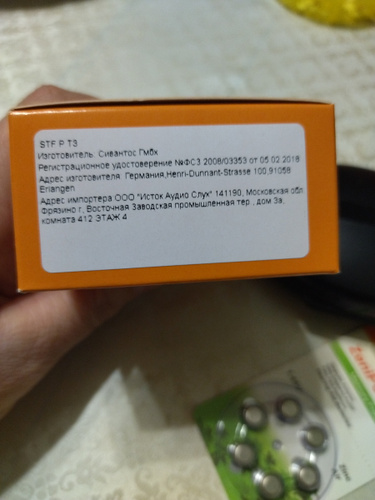 STF P T3
Изготовитель: Сивантос Гмбх
Регистрационное удостоверение №ФСЗ 2008/03353 от 05.02.2018
Адрес изготовителя Германия,Henri-Dunnant-Strasse 100,91058
Erlangen
Адрес импортера ООО "Исток Аудио Слух" 141190, Московская обл
Фрязино г, Восточная Заводская промышленная тер , дом 3а,
комната 412 ЭТАЖ 4